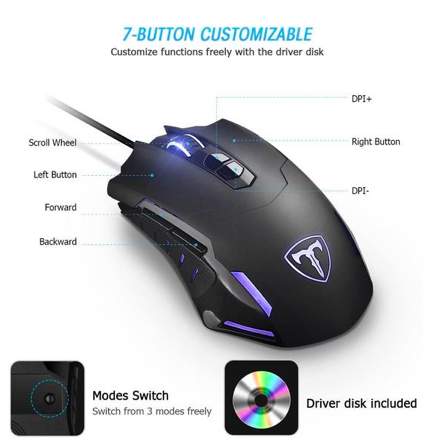 7-BUTTON CUSTOMIZABLE
Customize functions freely with the driver disk
DPI+
Scroll Wheel
Right Button
Left Button
DPI-
Forward
Backward
Modes Switch
Switch from 3 modes freely
Driver disk included